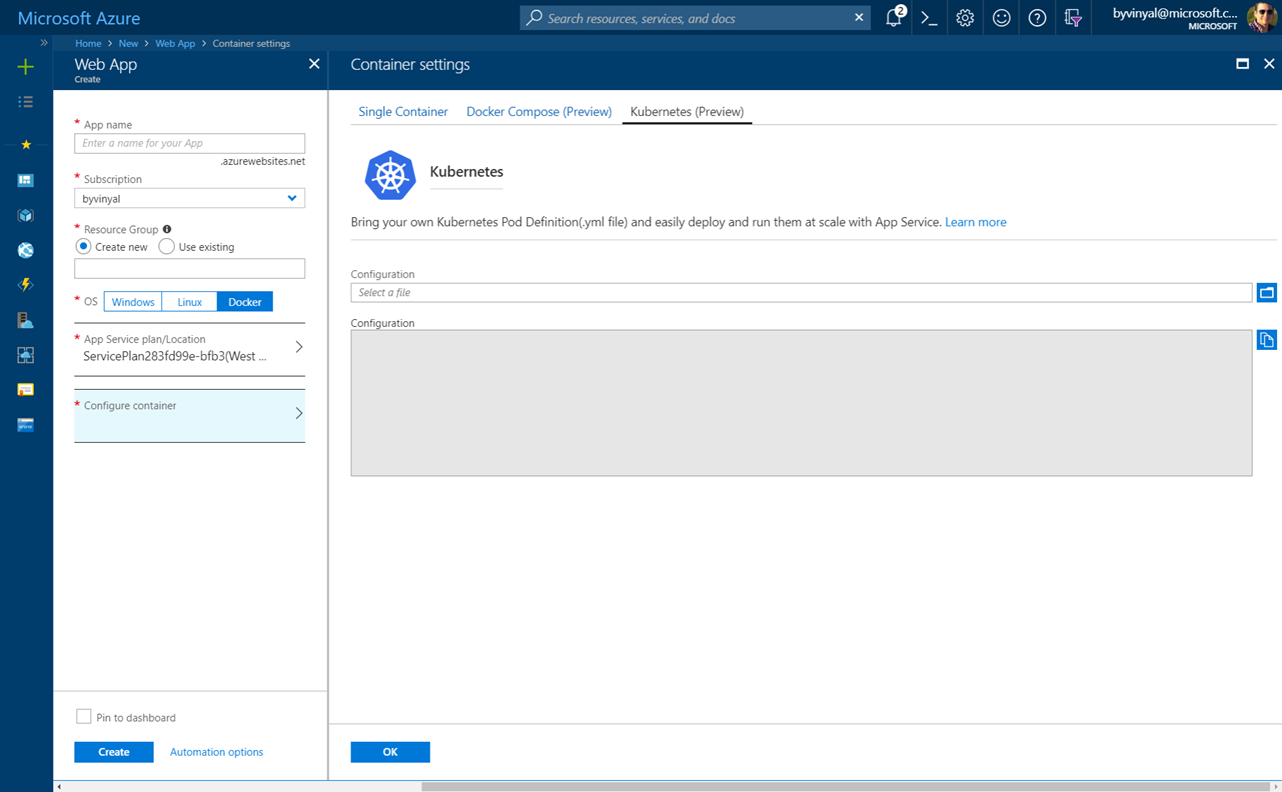 Microsoft Azure
Search resources, services, and docs
2
byvinyal@microsoft.c...
MICROSOFT
Home > New > Web App > Container settings
Web App
Create
* App name
Enter a name for your App
.azurewebsites.net
* Subscription
byvinyal
* Resource Group
Create new Use existing
* OS Windows Linux Docker
* App Service plan/Location
ServicePlan283fd99e-bfb3(West ...
* Configure container
Pin to dashboard
Create Automation options
Container settings
Single Container Docker Compose (Preview) Kubernetes (Preview)
Kubernetes
Bring your own Kubernetes Pod Definition(.yml file) and easily deploy and run them at scale with App Service. Learn more
Configuration
Select a file
Configuration
OK